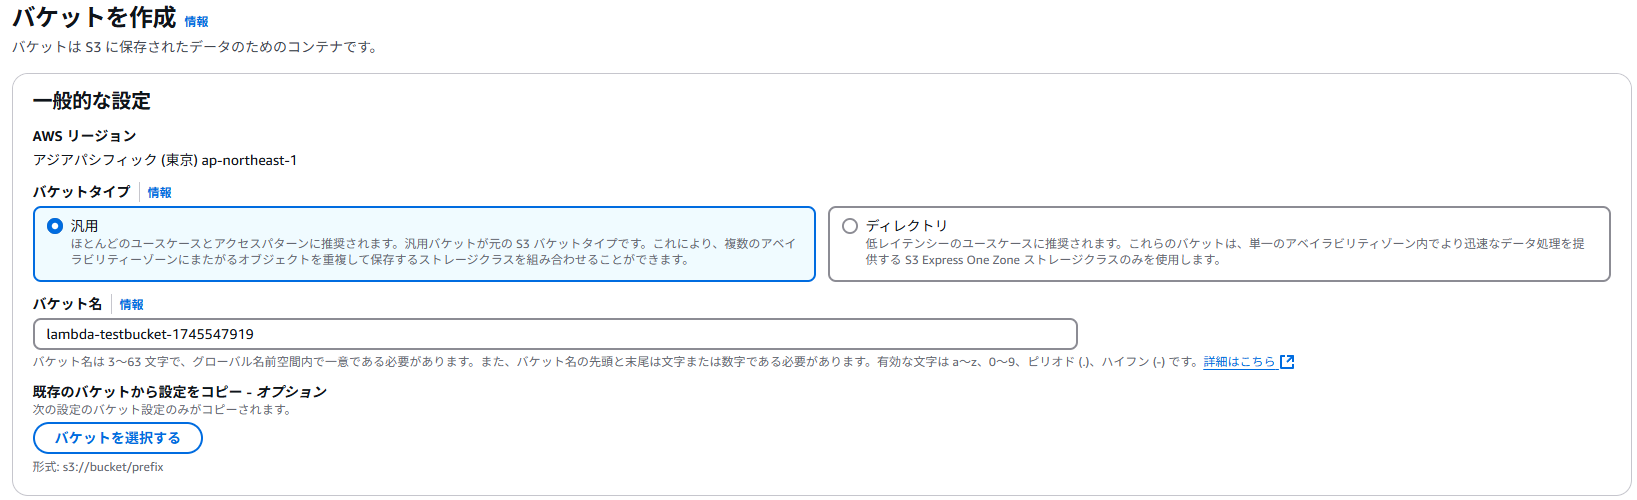 バケットを作成 情報
バケットは S3 に保存されたデータのためのコンテナです。
一般的な設定
AWS リージョン
アジアパシフィック (東京) ap-northeast-1
バケットタイプ 情報
汎用
ほとんどのユースケースとアクセスパターンに推奨されます。汎用バケットが元の S3 バケットタイプです。これにより、複数のアベイ
ラビリティーゾーンにまたがるオブジェクトを重複して保存するストレージクラスを組み合わせることができます。
ディレクトリ
低レイテンシーのユースケースに推奨されます。これらのバケットは、単一のアベイラビリティゾーン内でより迅速なデータ処理を提
供する S3 Express One Zone ストレージクラスのみを使用します。
バケット名 情報
lambda-testbucket-1745547919
バケット名は 3～63 文字で、グローバル名前空間内で一意である必要があります。また、バケット名の先頭と末尾は文字または数字である必要があります。有効な文字は a～z、0～9、ピリオド (.)、ハイフン (-) です。詳細はこちら
既存のバケットから設定をコピー - オプション
次の設定のバケット設定のみがコピーされます。
バケットを選択する
形式: s3://bucket/prefix